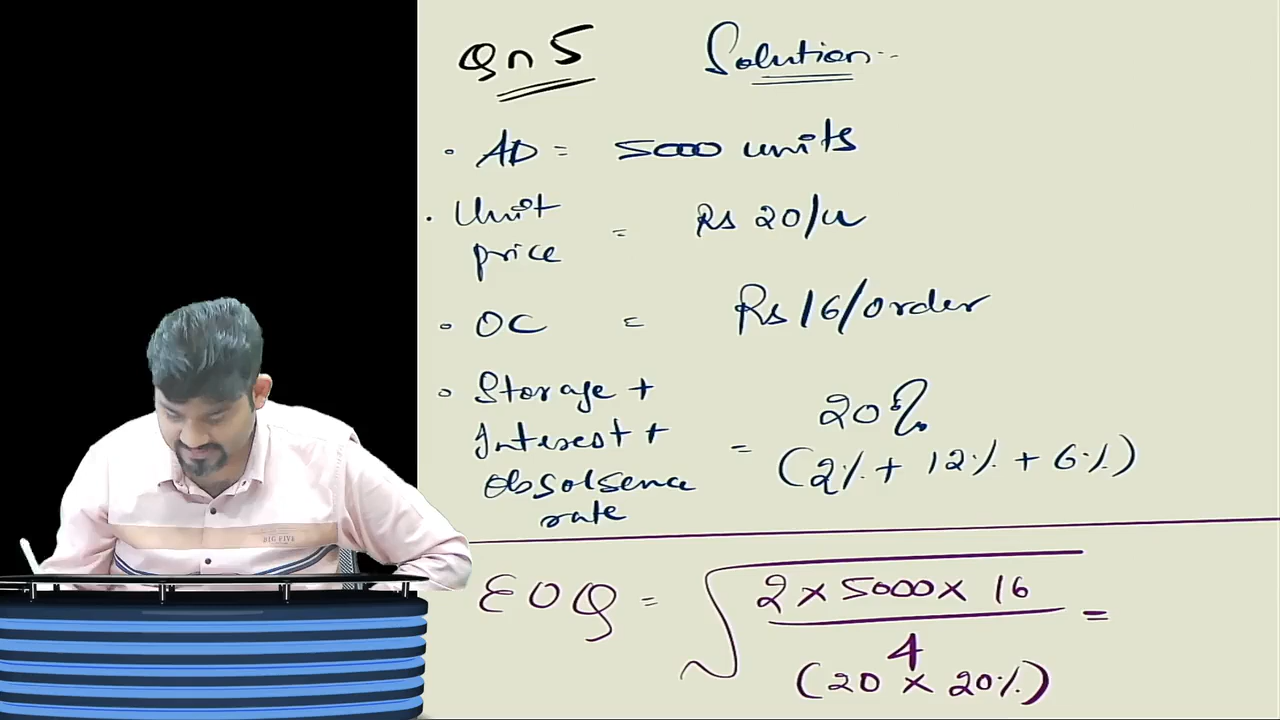 Qn 5 Solution:-
• AD = 5000 units
• Unit price = Rs 20/u
• OC = Rs 16/order
• Storage + Interest + obsolsence rate = 20% (2% + 12% + 6%)
EOQ = √ 2 × 5000 × 16 =
4
(20 × 20%)
BIG FIVE